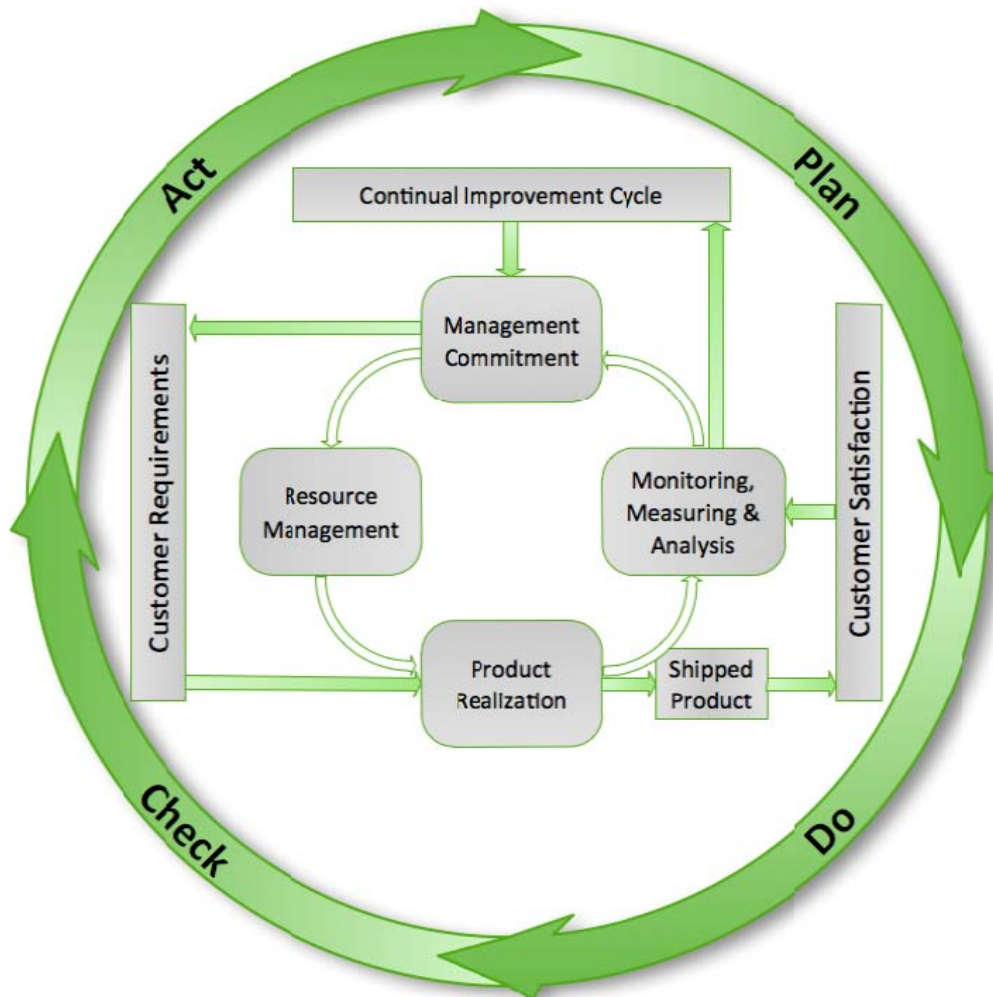 Act
Plan
Continual Improvement Cycle
Management
Commitment
Customer Requirements
Customer Satisfaction
Resource
Management
Monitoring,
Measuring &
Analysis
Product
Realization
Shipped
Product
Check
Do